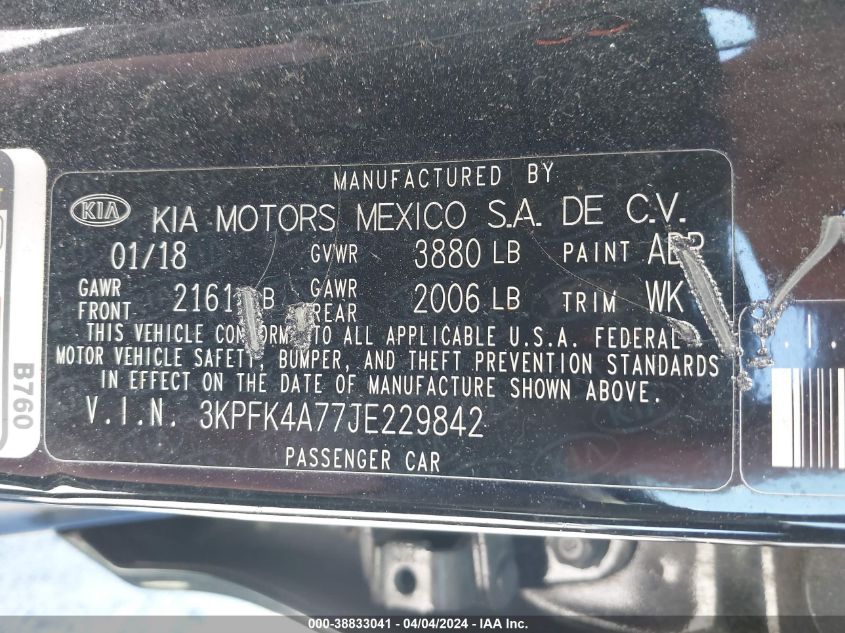 MANUFACTURED BY
KIA KIA MOTORS MEXICO S.A. DE C.V.
01/18 GVWR 3880 LB PAINT
GAWR FRONT 2161 GAWR REAR 2006 LB TRIM WK
THIS VEHICLE CONFORMS TO ALL APPLICABLE U.S.A. FEDERAL
MOTOR VEHICLE SAFETY, BUMPER, AND THEFT PREVENTION STANDARDS
IN EFFECT ON THE DATE OF MANUFACTURE SHOWN ABOVE.
V.I.N. 3KPFK4A77JE229842
PASSENGER CAR
B760
000-38833041 - 04/04/2024 - IAA Inc.